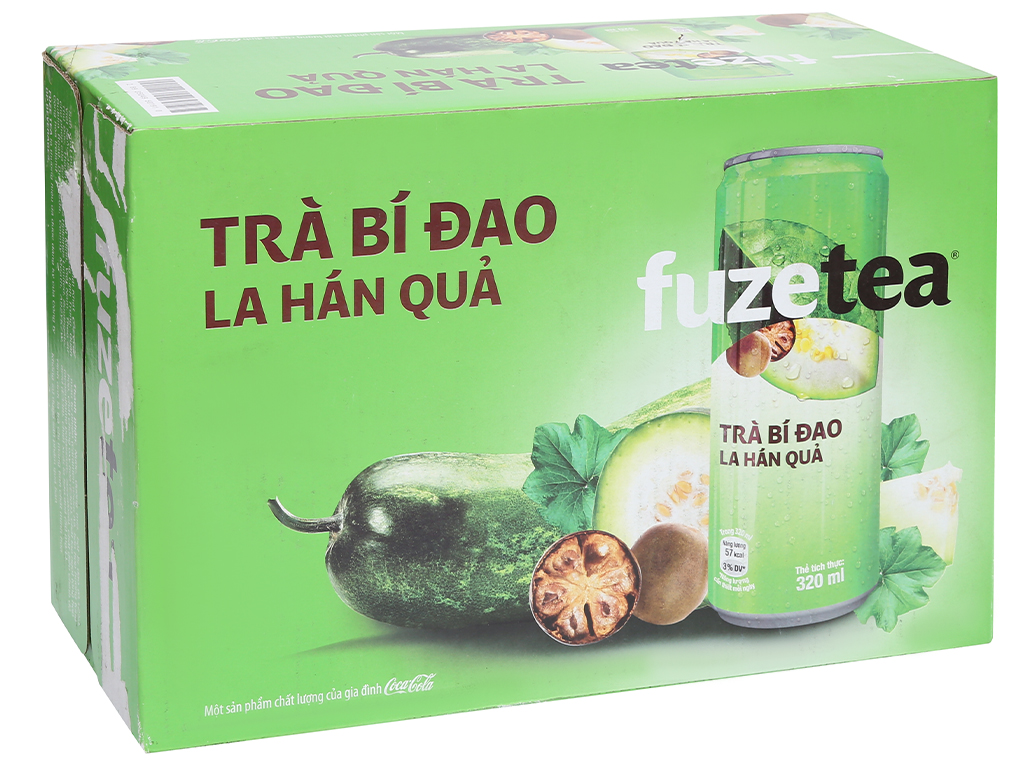 TRÀ BÍ ĐAO
LA HÁN QUẢ
fuzetea
TRÀ BÍ ĐAO
LA HÁN QUẢ
fuzetea®
TRÀ BÍ ĐAO
LA HÁN QUẢ
Năng lượng
57 kcal
3% DV*
Thể tích thực:
320 ml
Một sản phẩm chất lượng của gia đình Coca-Cola
fuzetea